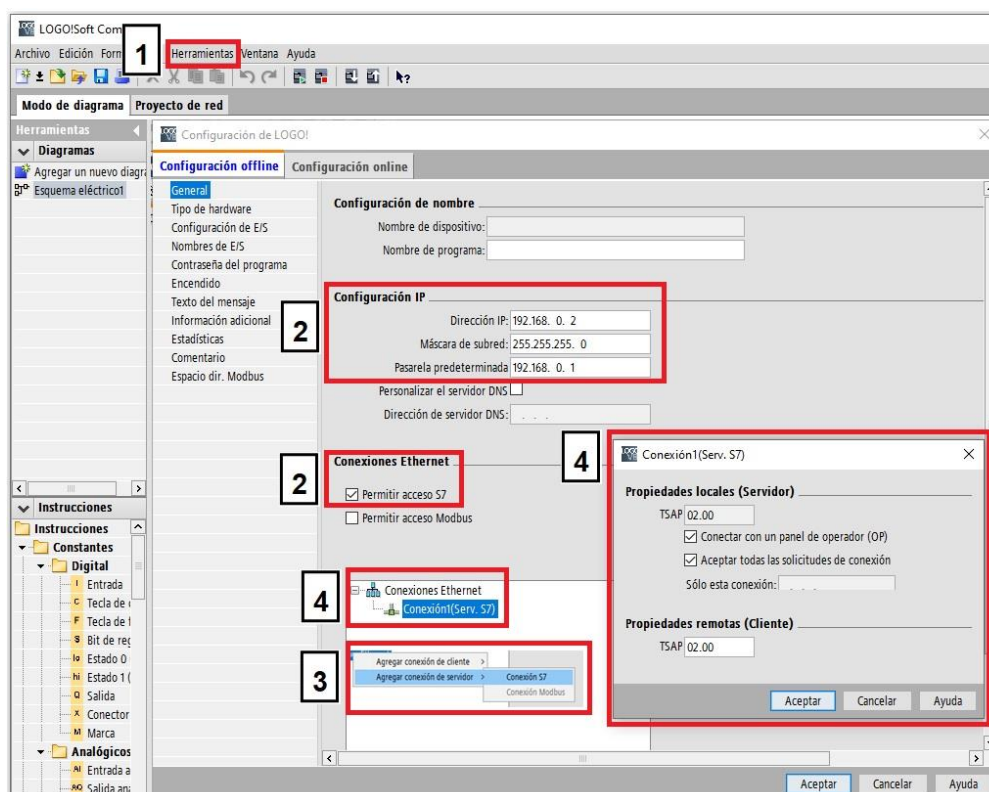 LOGO!Soft Com
Archivo Edición Form
1
Herramientas Ventana Ayuda
Modo de diagrama Proyecto de red
Herramientas
Diagramas
Agregar un nuevo diagra
Esquema eléctrico1
Instrucciones
Instrucciones
Constantes
Digital
I Entrada
C Tecla de
F Tecla de f
S Bit de reg
lo Estado 0
hi Estado 1 (
Q Salida
X Conector
M Marca
Analógicos
AI Entrada a
AQ Salida ana
Configuración de LOGO!
Configuración offline Configuración online
General
Tipo de hardware
Configuración de E/S
Nombres de E/S
Contraseña del programa
Encendido
Texto del mensaje
Información adicional
Estadísticas
Comentario
Espacio dir. Modbus
Configuración de nombre
Nombre de dispositivo:
Nombre de programa:
2
Configuración IP
Dirección IP: 192.168. 0. 2
Máscara de subred: 255.255.255. 0
Pasarela predeterminada 192.168. 0. 1
Personalizar el servidor DNS
Dirección de servidor DNS: . . .
2
Conexiones Ethernet
Permitir acceso S7
Permitir acceso Modbus
4
Conexiones Ethernet
Conexión1(Serv. S7)
3
Agregar conexión de cliente >
Agregar conexión de servidor > Conexión S7
Conexión Modbus
4
Conexión1(Serv. S7)
Propiedades locales (Servidor)
TSAP 02.00
Conectar con un panel de operador (OP)
Aceptar todas las solicitudes de conexión
Sólo esta conexión: . . .
Propiedades remotas (Cliente)
TSAP 02.00
Aceptar Cancelar Ayuda
Aceptar Cancelar Ayuda